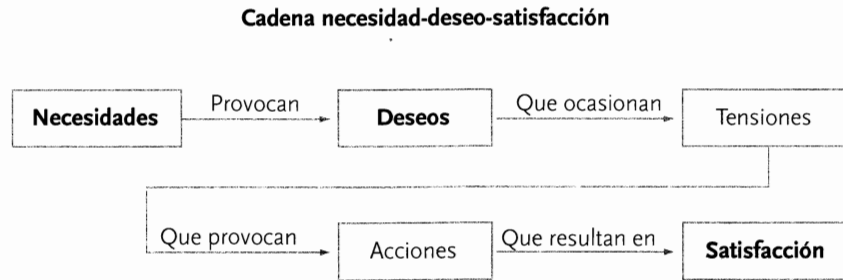 Cadena necesidad-deseo-satisfacción
Necesidades Provocan Deseos Que ocasionan Tensiones
Que provocan Acciones Que resultan en Satisfacción